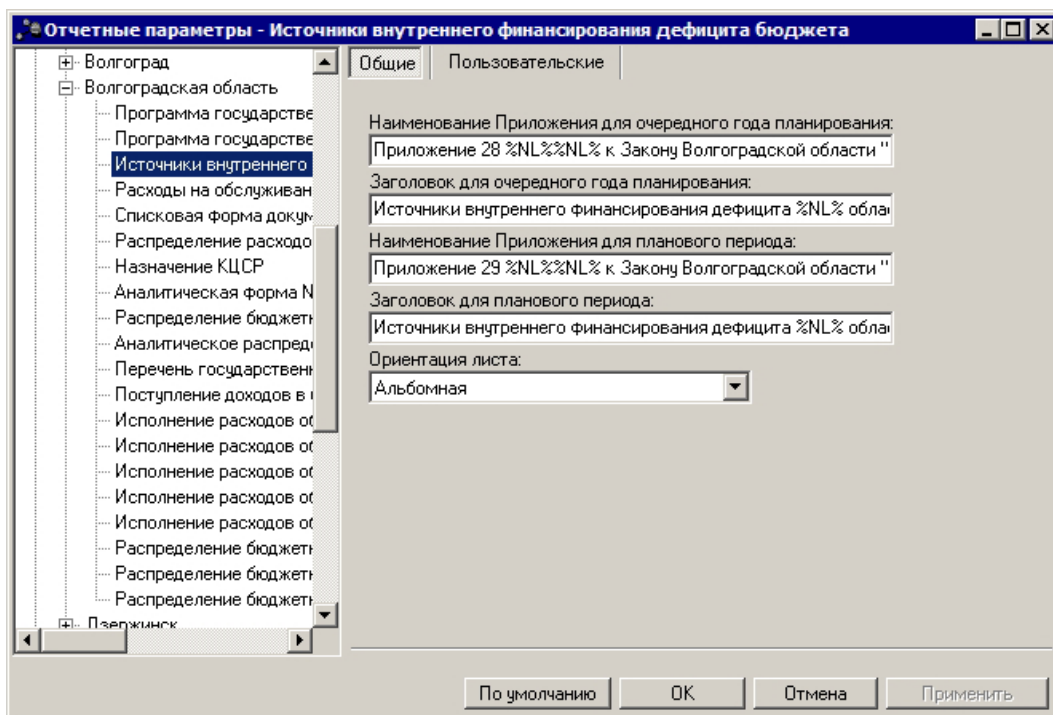 Отчетные параметры - Источники внутреннего финансирования дефицита бюджета
Волгоград
Волгоградская область
Программа государстве
Программа государстве
Источники внутреннего
Расходы на обслуживан
Списковая форма докум
Распределение расходо
Назначение КЦСР
Аналитическая форма N
Распределение бюджетн
Аналитическое распред
Перечень государственн
Поступление доходов в
Исполнение расходов об
Исполнение расходов об
Исполнение расходов об
Исполнение расходов об
Исполнение расходов об
Распределение бюджетн
Распределение бюджетн
Распределение бюджетн
Дзержинск
Общие
Пользовательские
Наименование Приложения для очередного года планирования:
Приложение 28 %NL%%NL% к Закону Волгоградской области "
Заголовок для очередного года планирования:
Источники внутреннего финансирования дефицита %NL% обла
Наименование Приложения для планового периода:
Приложение 29 %NL%%NL% к Закону Волгоградской области "
Заголовок для планового периода:
Источники внутреннего финансирования дефицита %NL% обла
Ориентация листа:
Альбомная
По умолчанию
OK
Отмена
Применить